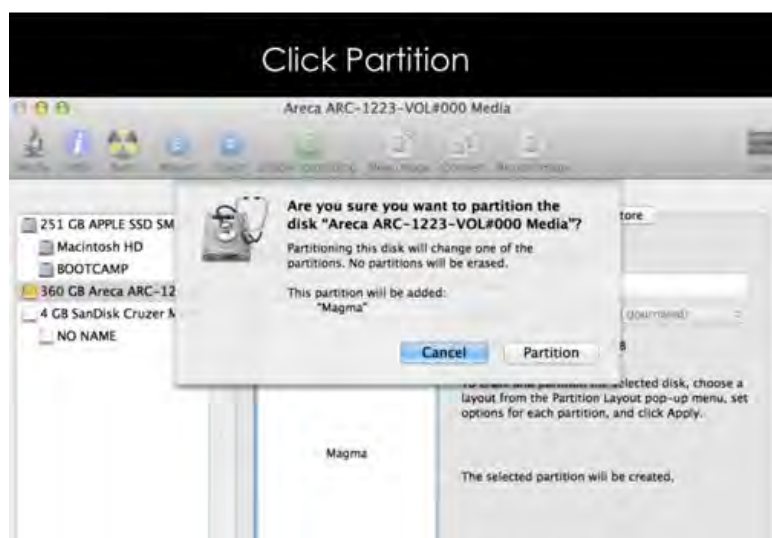 Click Partition
Areca ARC-1223-VOL#000 Media
Are you sure you want to partition the
disk "Areca ARC-1223-VOL#000 Media"?
Partitioning this disk will change one of the
partitions. No partitions will be erased.
This partition will be added:
"Magma"
Cancel
Partition
251 GB APPLE SSD SM
Macintosh HD
BOOTCAMP
360 GB Areca ARC-12
4 GB SanDisk Cruzer M
NO NAME
tore
selected disk, choose a
layout from the Partition Layout pop-up menu, set
options for each partition, and click Apply.
Magma
The selected partition will be created.